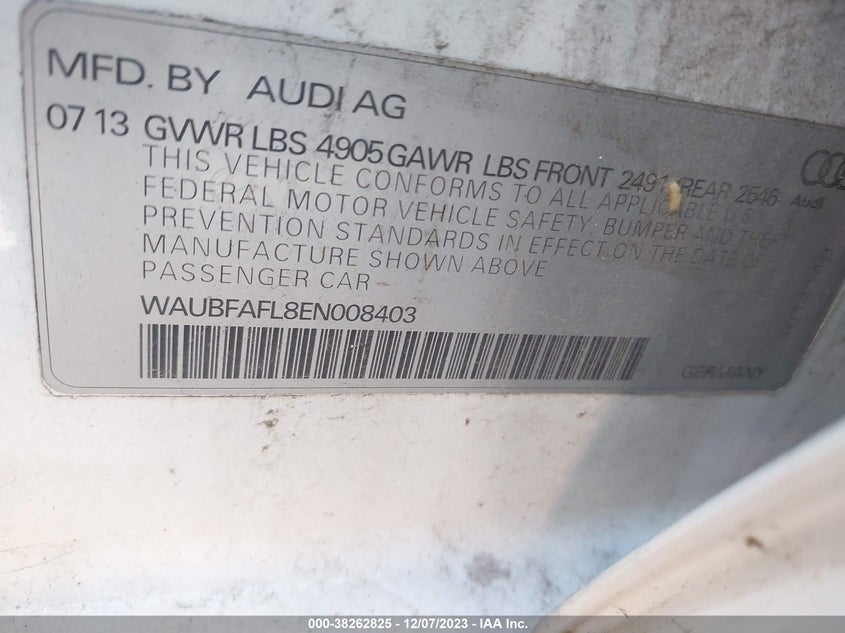 MFD. BY AUDI AG
07 13 GVWR LBS 4905 GAWR LBS FRONT 2491 REAR 2546 Audi
THIS VEHICLE CONFORMS TO ALL APPLICABLE U.S.
FEDERAL MOTOR VEHICLE SAFETY, BUMPER AND THEFT
PREVENTION STANDARDS IN EFFECT ON THE DATE OF
MANUFACTURE SHOWN ABOVE
PASSENGER CAR
WAUBFAFL8EN008403
GERMANY
000-38262825 - 12/07/2023 - IAA Inc.